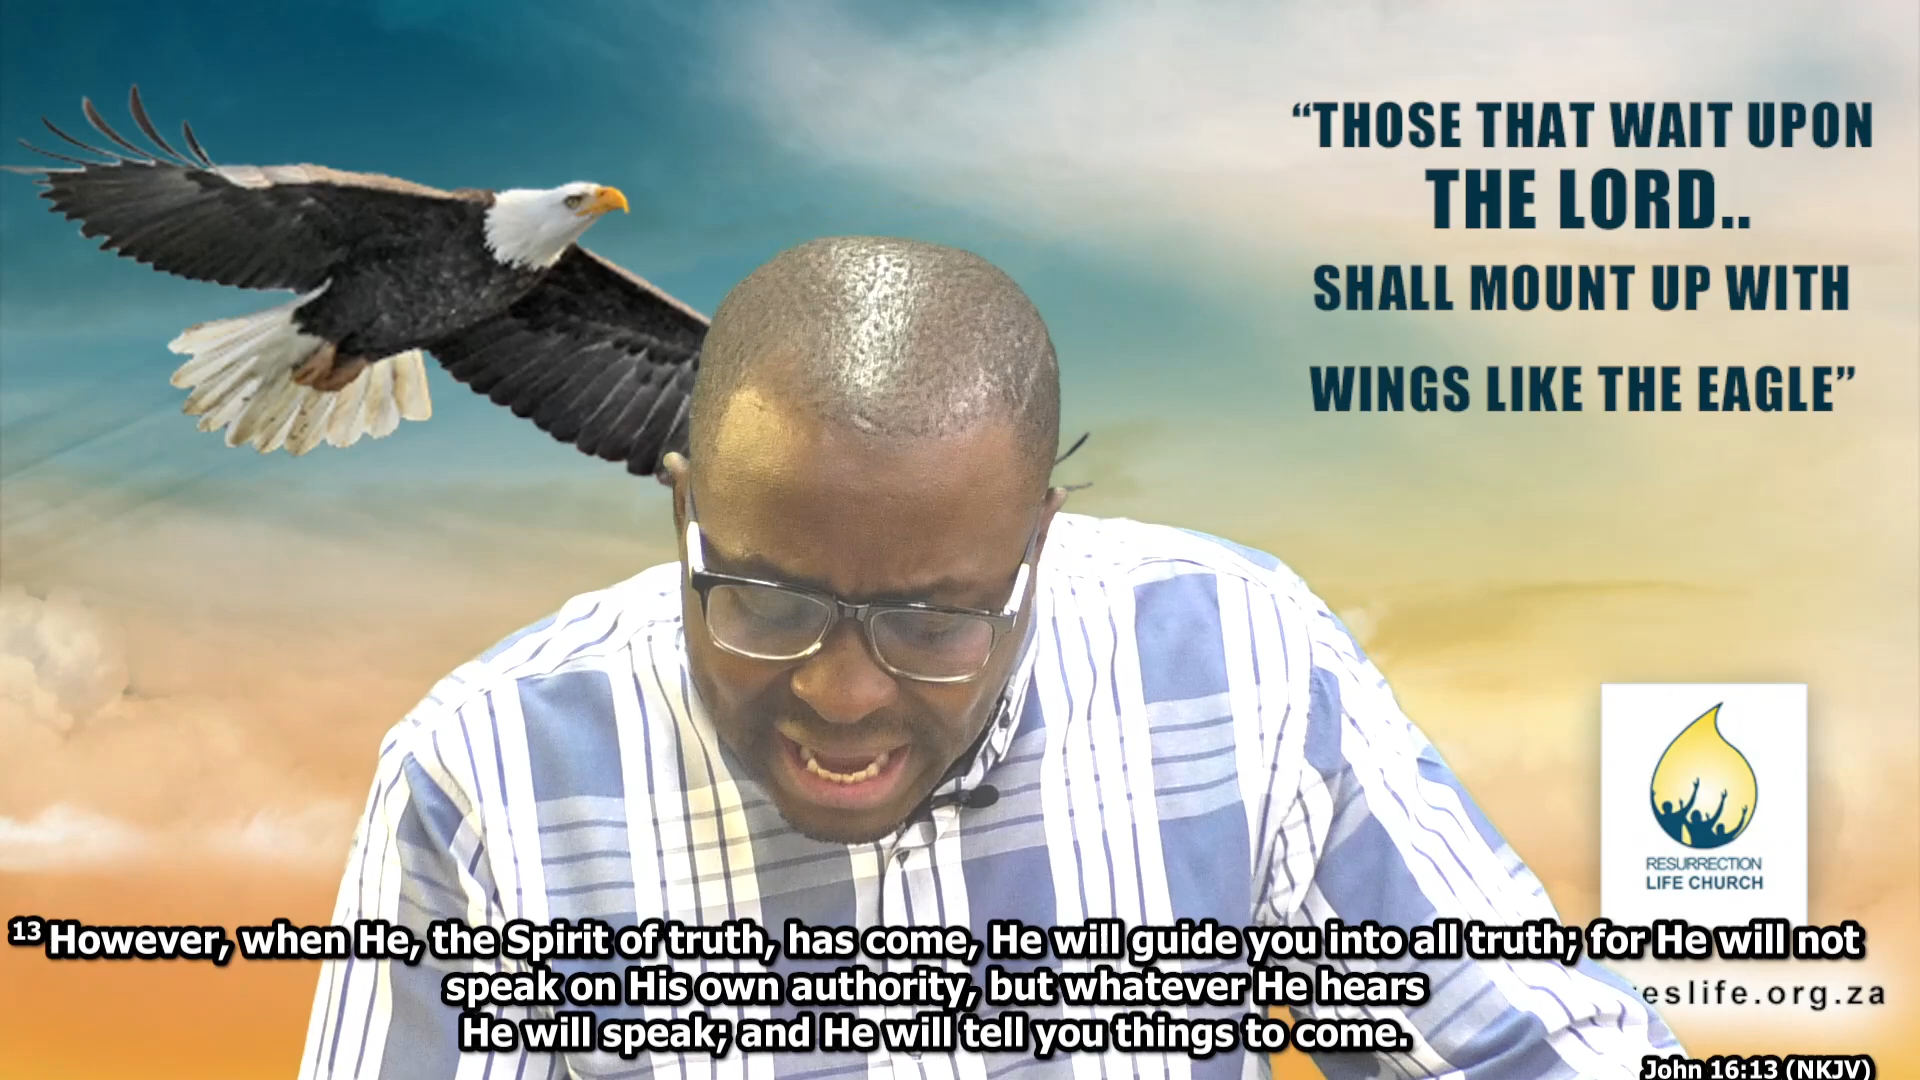 “THOSE THAT WAIT UPON
THE LORD..
SHALL MOUNT UP WITH
WINGS LIKE THE EAGLE”
RESURRECTION
LIFE CHURCH
13 However, when He, the Spirit of truth, has come, He will guide you into all truth; for He will not
speak on His own authority, but whatever He hears
He will speak; and He will tell you things to come.
eslife.org.za
John 16:13 (NKJV)